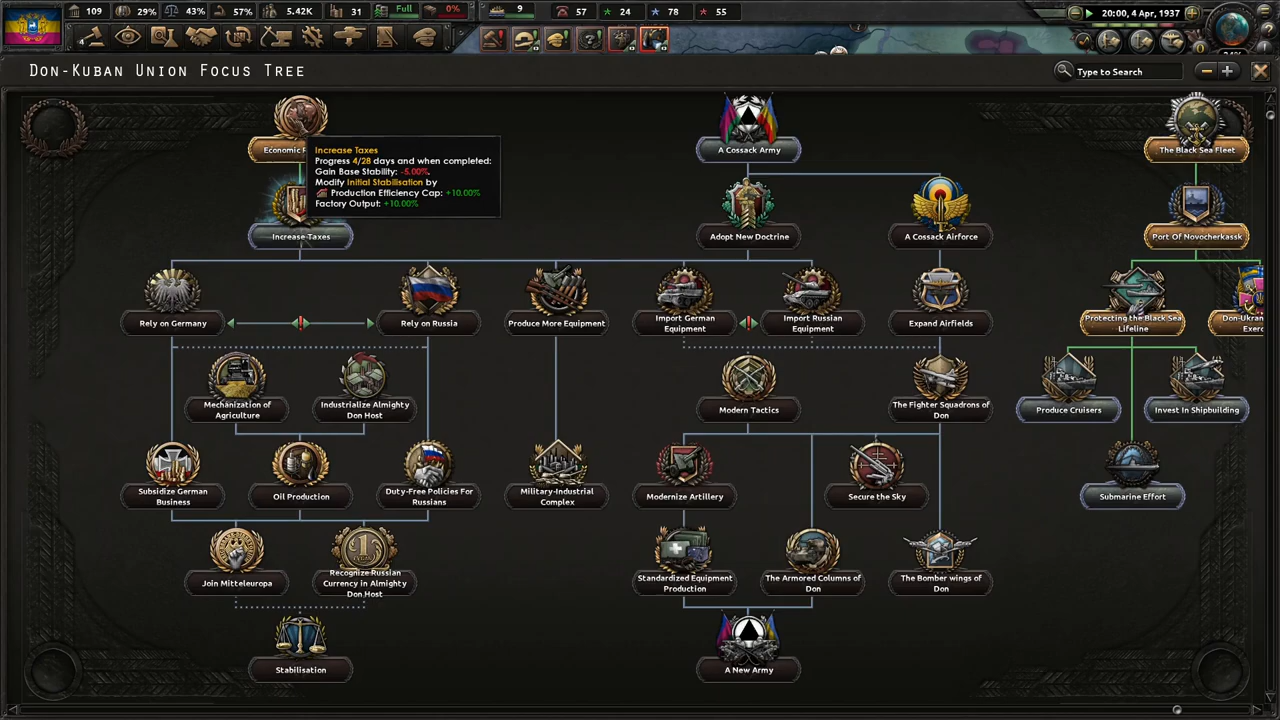 109 29% 43% 57% 5.42K 31 Full 0% 9 57 24 78 55 20:00, 4 Apr, 1937
Don-Kuban Union Focus Tree
Type to Search
Economic
Increase Taxes
Progress 4/28 days and when completed:
Gain Base Stability: -5.00%.
Modify Initial Stabilisation by
Production Efficiency Cap: +10.00%
Factory Output: +10.00%
A Cossack Army
The Black Sea Fleet
Increase Taxes
Adopt New Doctrine
A Cossack Airforce
Port Of Novocherkassk
Rely on Germany
Rely on Russia
Produce More Equipment
Import German
Equipment
Import Russian
Equipment
Expand Airfields
Protecting the Black Sea
Lifeline
Don-Ukran
Exerc
Mechanization of
Agriculture
Industrialize Almighty
Don Host
Modern Tactics
The Fighter Squadrons of
Don
Produce Cruisers
Invest In Shipbuilding
Subsidize German
Business
Oil Production
Duty-Free Policies For
Russians
Military-Industrial
Complex
Modernize Artillery
Secure the Sky
Submarine Effort
Join Mitteleuropa
Recognize Russian
Currency in Almighty
Don Host
Standardized Equipment
Production
The Armored Columns of
Don
The Bomber wings of
Don
Stabilisation
A New Army